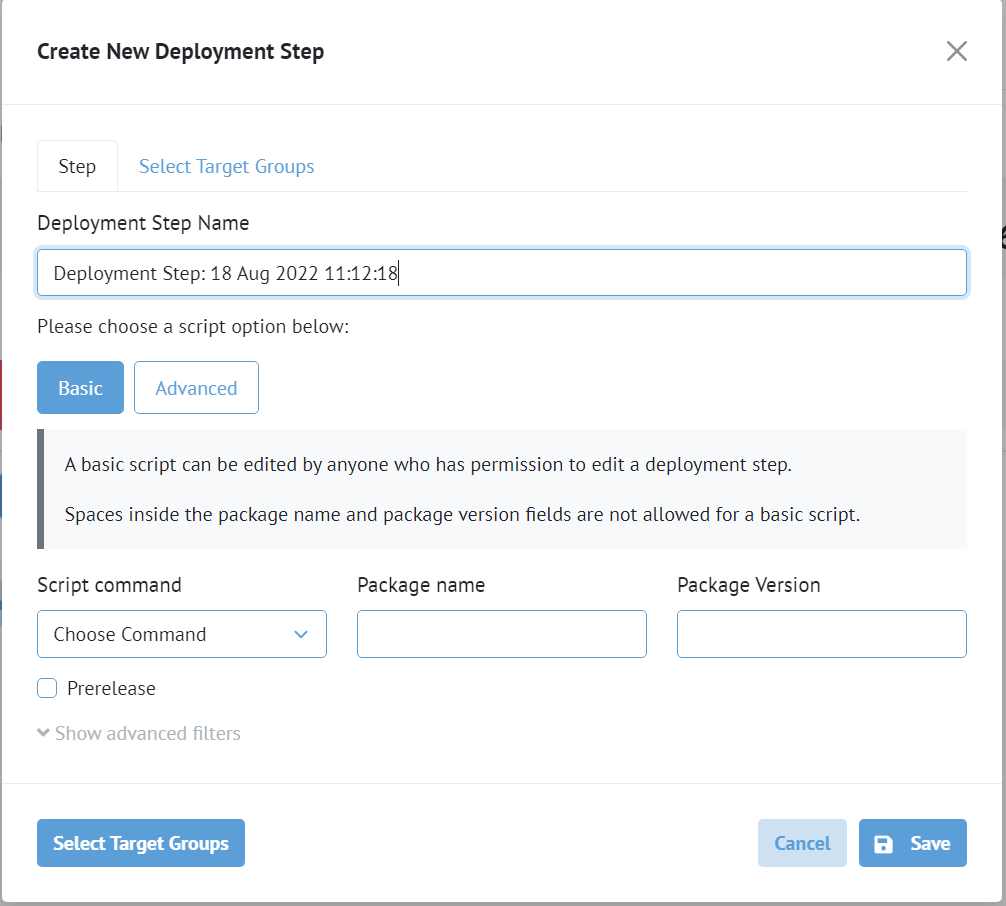 Create New Deployment Step
Step
Select Target Groups
Deployment Step Name
Deployment Step: 18 Aug 2022 11:12:18
Please choose a script option below:
Basic
Advanced
A basic script can be edited by anyone who has permission to edit a deployment step.
Spaces inside the package name and package version fields are not allowed for a basic script.
Script command
Package name
Package Version
Choose Command
Prerelease
Show advanced filters
Select Target Groups
Cancel
Save